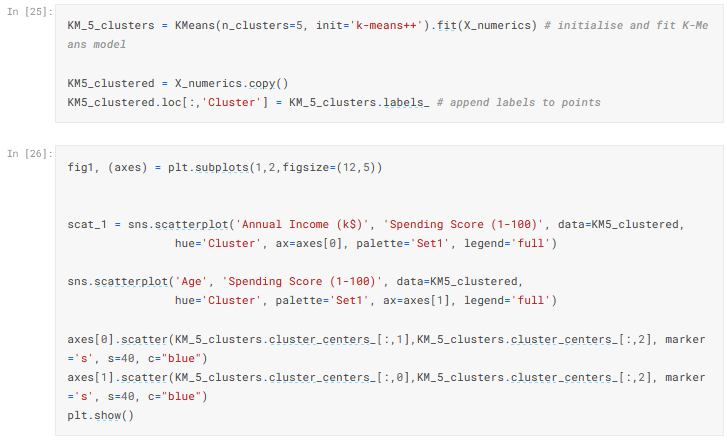 In [25]:
KM_5_clusters = KMeans(n_clusters=5, init='k-means++').fit(X_numerics) # initialise and fit K-Me
ans model
KM5_clustered = X_numerics.copy()
KM5_clustered.loc[:,'Cluster'] = KM_5_clusters.labels_ # append labels to points
In [26]:
fig1, (axes) = plt.subplots(1,2,figsize=(12,5))
scat_1 = sns.scatterplot('Annual Income (k$)', 'Spending Score (1-100)', data=KM5_clustered,
hue='Cluster', ax=axes[0], palette='Set1', legend='full')
sns.scatterplot('Age', 'Spending Score (1-100)', data=KM5_clustered,
hue='Cluster', palette='Set1', ax=axes[1], legend='full')
axes[0].scatter(KM_5_clusters.cluster_centers_[:,1],KM_5_clusters.cluster_centers_[:,2], marker
='s', s=40, c="blue")
axes[1].scatter(KM_5_clusters.cluster_centers_[:,0],KM_5_clusters.cluster_centers_[:,2], marker
='s', s=40, c="blue")
plt.show()